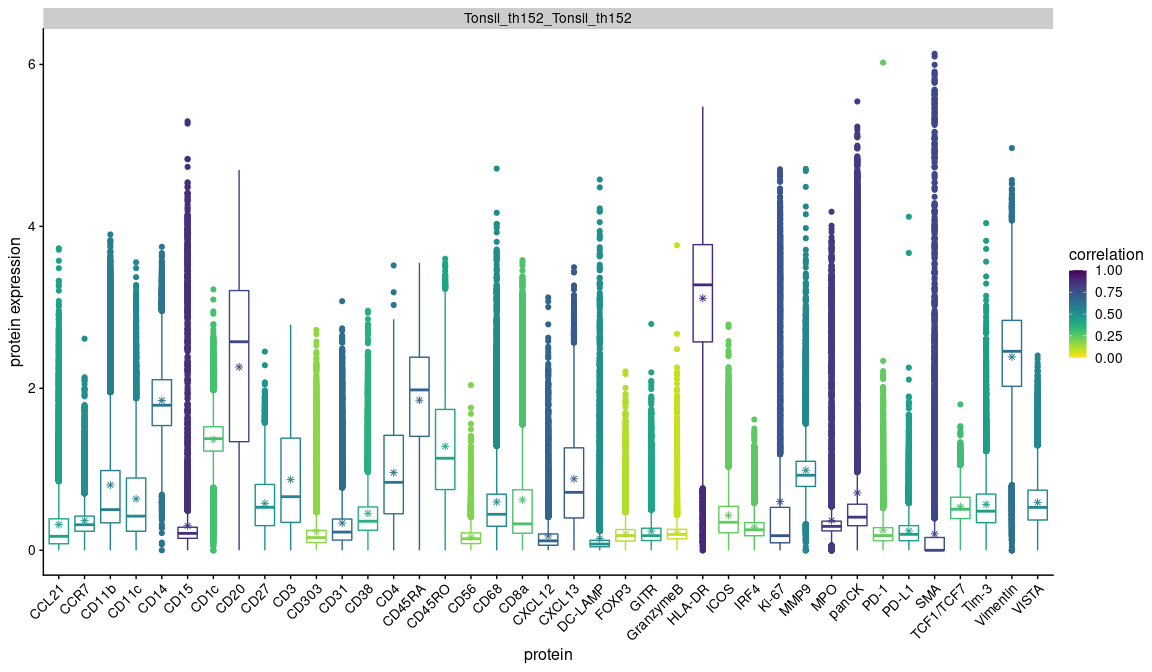 Tonsil_th152_Tonsil_th152
protein expression
6
4
2
0
CCL21
CCR7
CD11b
CD11c
CD14
CD15
CD1c
CD20
CD27
CD3
CD303
CD31
CD38
CD4
CD45RA
CD45RO
CD56
CD68
CD8a
CXCL12
CXCL13
DC-LAMP
FOXP3
GITR
GranzymeB
HLA-DR
ICOS
IRF4
Ki-67
MMP9
MPO
panCK
PD-1
PD-L1
SMA
TCF1/TCF7
Tim-3
Vimentin
VISTA
protein
correlation
1.00
0.75
0.50
0.25
0.00